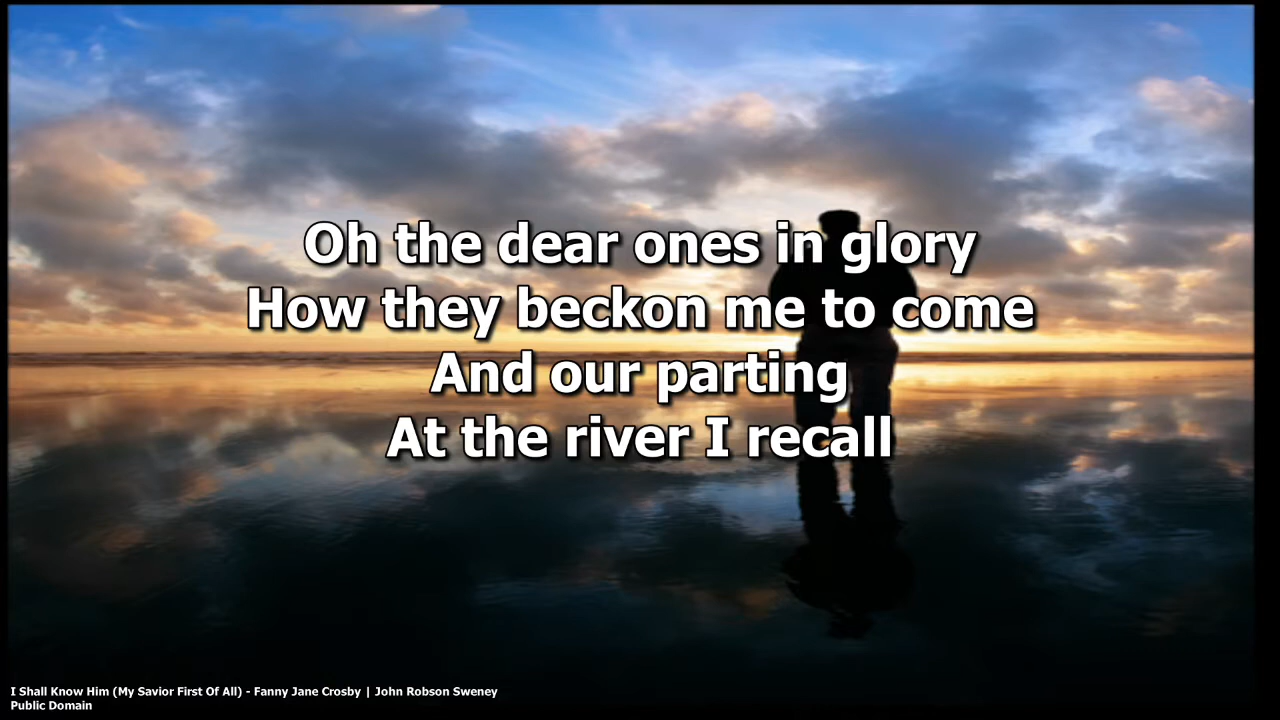 Oh the dear ones in glory
How they beckon me to come
And our parting
At the river I recall
I Shall Know Him (My Savior First Of All) - Fanny Jane Crosby | John Robson Sweney
Public Domain